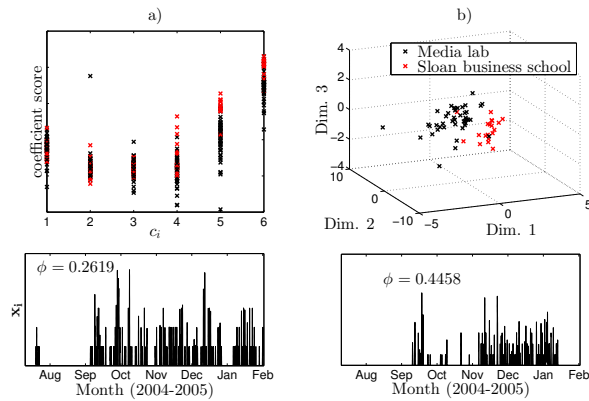 a)
coefficient score
1 2 3 4 5 6
c_i
b)
Media lab
Sloan business school
Dim. 3
4
2
0
−2
−4
10
0
−10
Dim. 2
−5
0
5
Dim. 1
ϕ = 0.2619
x_i
Aug Sep Oct Nov Dec Jan Feb
Month (2004-2005)
ϕ = 0.4458
Aug Sep Oct Nov Dec Jan Feb
Month (2004-2005)